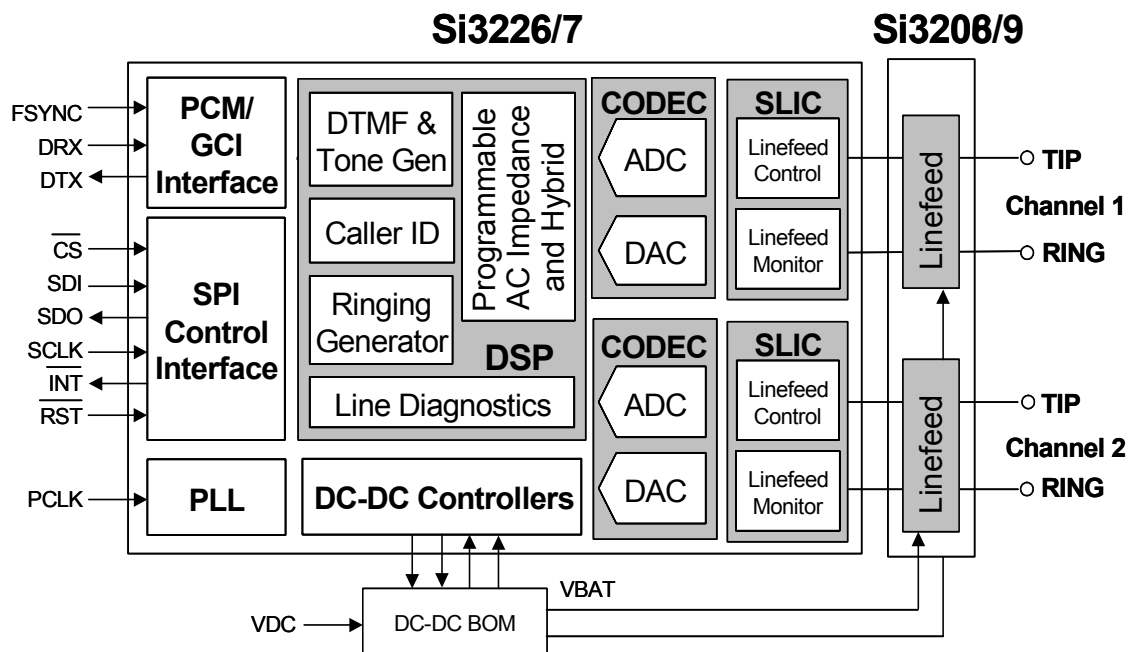 Si3226/7
Si3208/9
FSYNC
DRX
DTX
PCM/
GCI
Interface
CS
SDI
SDO
SCLK
INT
RST
SPI
Control
Interface
PCLK
PLL
DTMF &
Tone Gen
Caller ID
Ringing
Generator
Programmable
AC Impedance
and Hybrid
DSP
Line Diagnostics
DC-DC Controllers
CODEC
ADC
DAC
SLIC
Linefeed
Control
Linefeed
Monitor
Linefeed
TIP
Channel 1
RING
CODEC
ADC
DAC
SLIC
Linefeed
Control
Linefeed
Monitor
Linefeed
TIP
Channel 2
RING
VDC
DC-DC BOM
VBAT